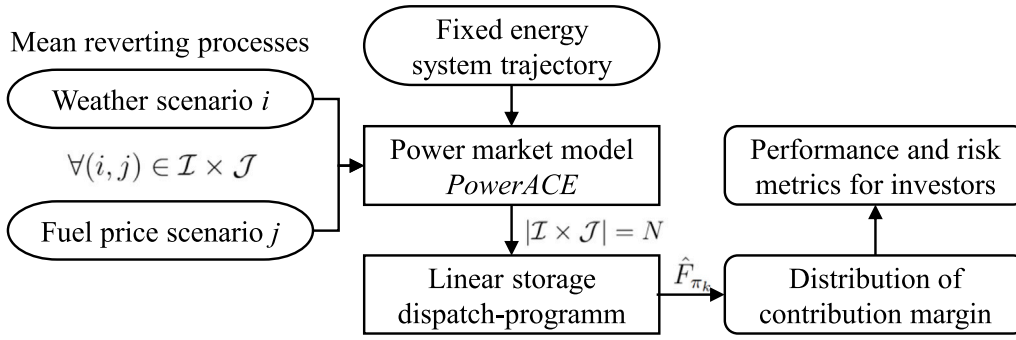 Mean reverting processes
Weather scenario i
∀(i, j) ∈ 𝓘 × 𝓙
Fuel price scenario j
Fixed energy
system trajectory
Power market model
PowerACE
|𝓘 × 𝓙| = N
Linear storage
dispatch-programm
F̂_{π_k}
Performance and risk
metrics for investors
Distribution of
contribution margin